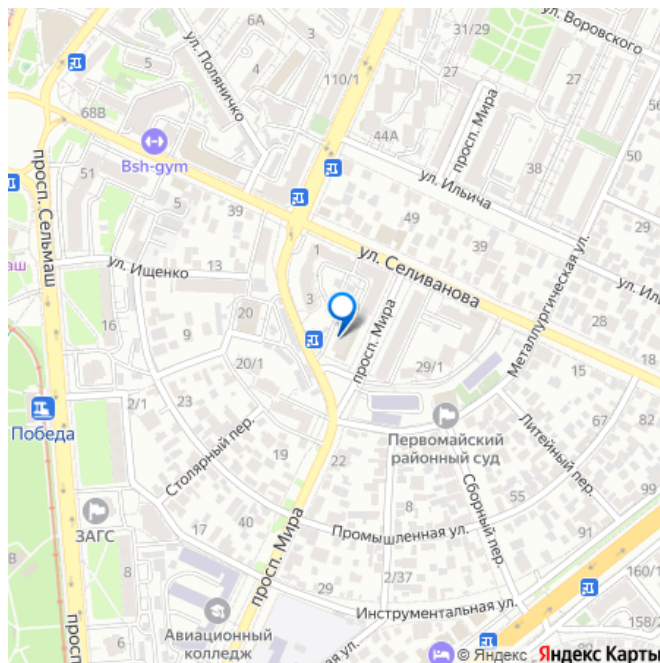 6А
31/29
ул. Воровского
ул. Поляничко
4
5
3
110/1
27
27
68В
4
44А
просп. Мира
56
Bsh-gym
38
50
51
5
ул. Ильича
39
49
просп. Сельмаш
1
39
ул. Селиванова
ул. Ищенко
13
Металлургическая ул.
3
20
просп. Мира
28
16
9
18
20/1
29/1
15
2/1
23
67
82
Победа
Столярный пер.
Первомайский
районный суд
Литейный пер.
19
22
Сборный пер.
55
99
ЗАГС
17
40
8
Промышленная ул.
91
просп. Мира
8
29
2/37
160/1
Инструментальная ул.
6
Авиационный
колледж
158/2
© Яндекс
Яндекс Карты